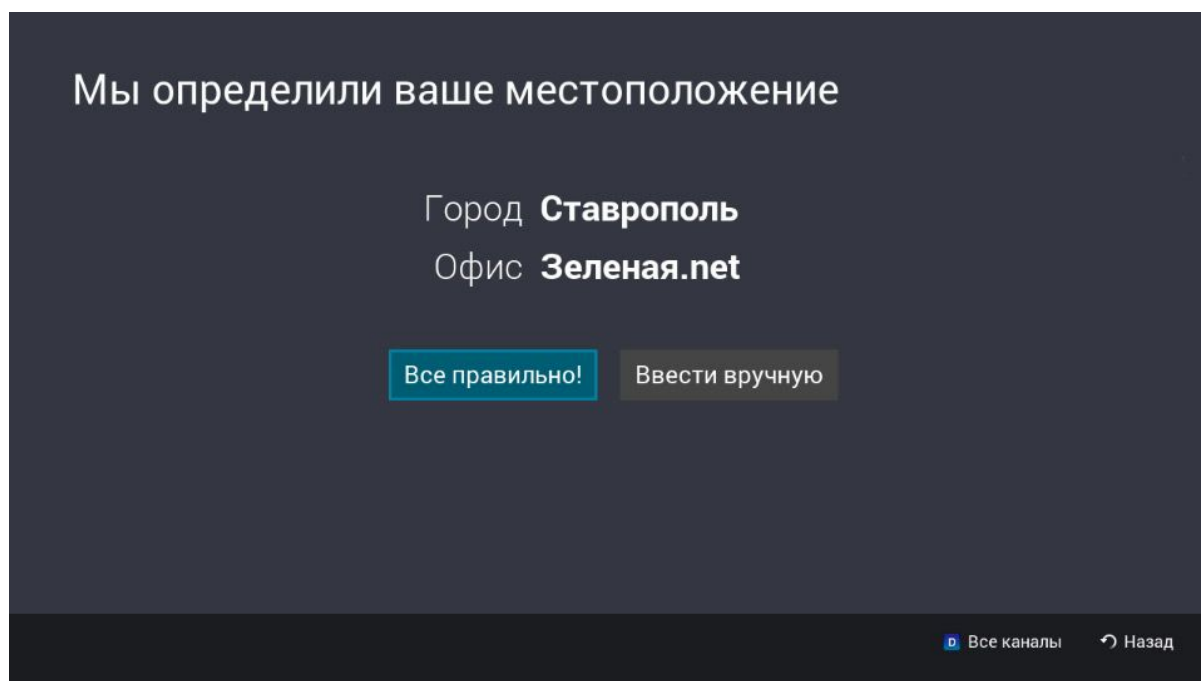 Мы определили ваше местоположение
Город Ставрополь
Офис Зеленая.net
Все правильно! Ввести вручную
D Все каналы Назад